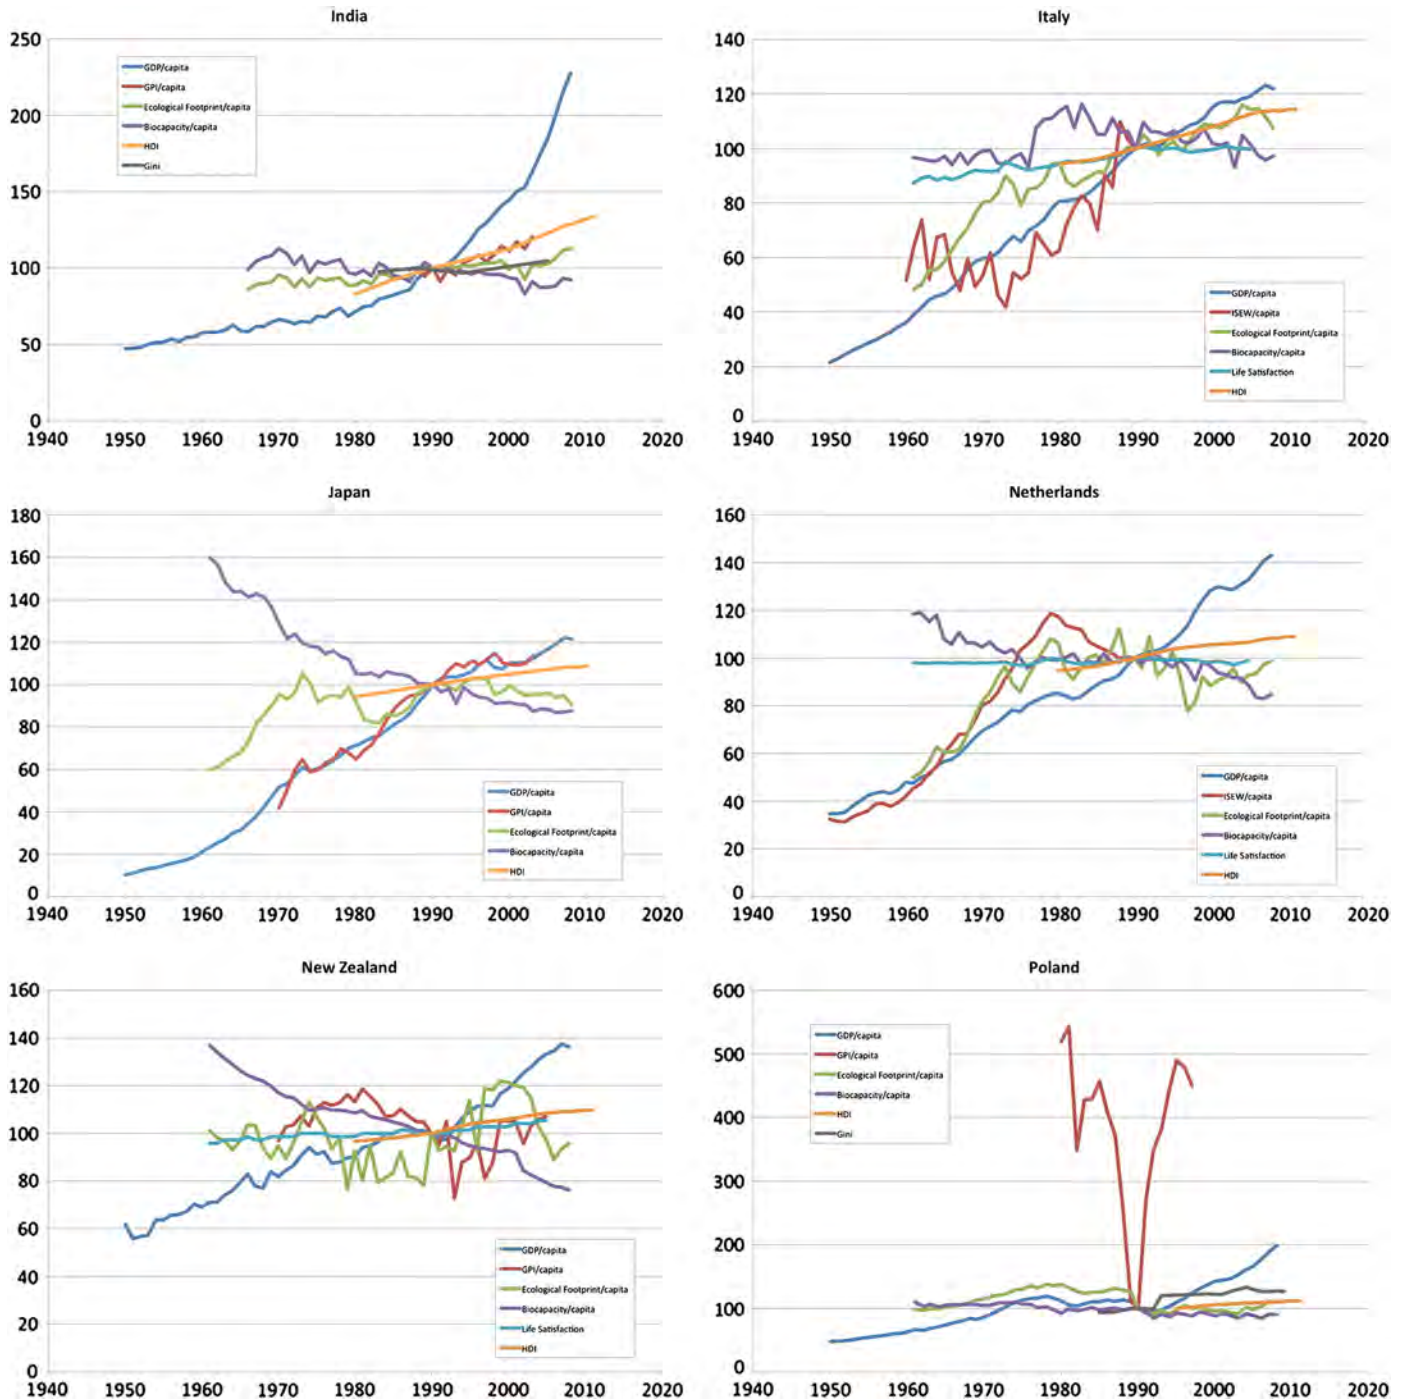 India
250
200
150
100
50
0
1940 1950 1960 1970 1980 1990 2000 2010 2020
GDP/capita
GPI/capita
Ecological Footprint/capita
Biocapacity/capita
HDI
Gini
Italy
140
120
100
80
60
40
20
0
1940 1950 1960 1970 1980 1990 2000 2010 2020
GDP/capita
ISEW/capita
Ecological Footprint/capita
Biocapacity/capita
Life Satisfaction
HDI
Japan
180
160
140
120
100
80
60
40
20
0
1940 1950 1960 1970 1980 1990 2000 2010 2020
GDP/capita
GPI/capita
Ecological Footprint/capita
Biocapacity/capita
HDI
Netherlands
160
140
120
100
80
60
40
20
0
1940 1950 1960 1970 1980 1990 2000 2010 2020
GDP/capita
ISEW/capita
Ecological Footprint/capita
Biocapacity/capita
Life Satisfaction
HDI
New Zealand
160
140
120
100
80
60
40
20
0
1940 1950 1960 1970 1980 1990 2000 2010 2020
GDP/capita
GPI/capita
Ecological Footprint/capita
Biocapacity/capita
Life Satisfaction
HDI
Poland
600
500
400
300
200
100
0
1940 1950 1960 1970 1980 1990 2000 2010 2020
GDP/capita
GPI/capita
Ecological Footprint/capita
Biocapacity/capita
HDI
Gini